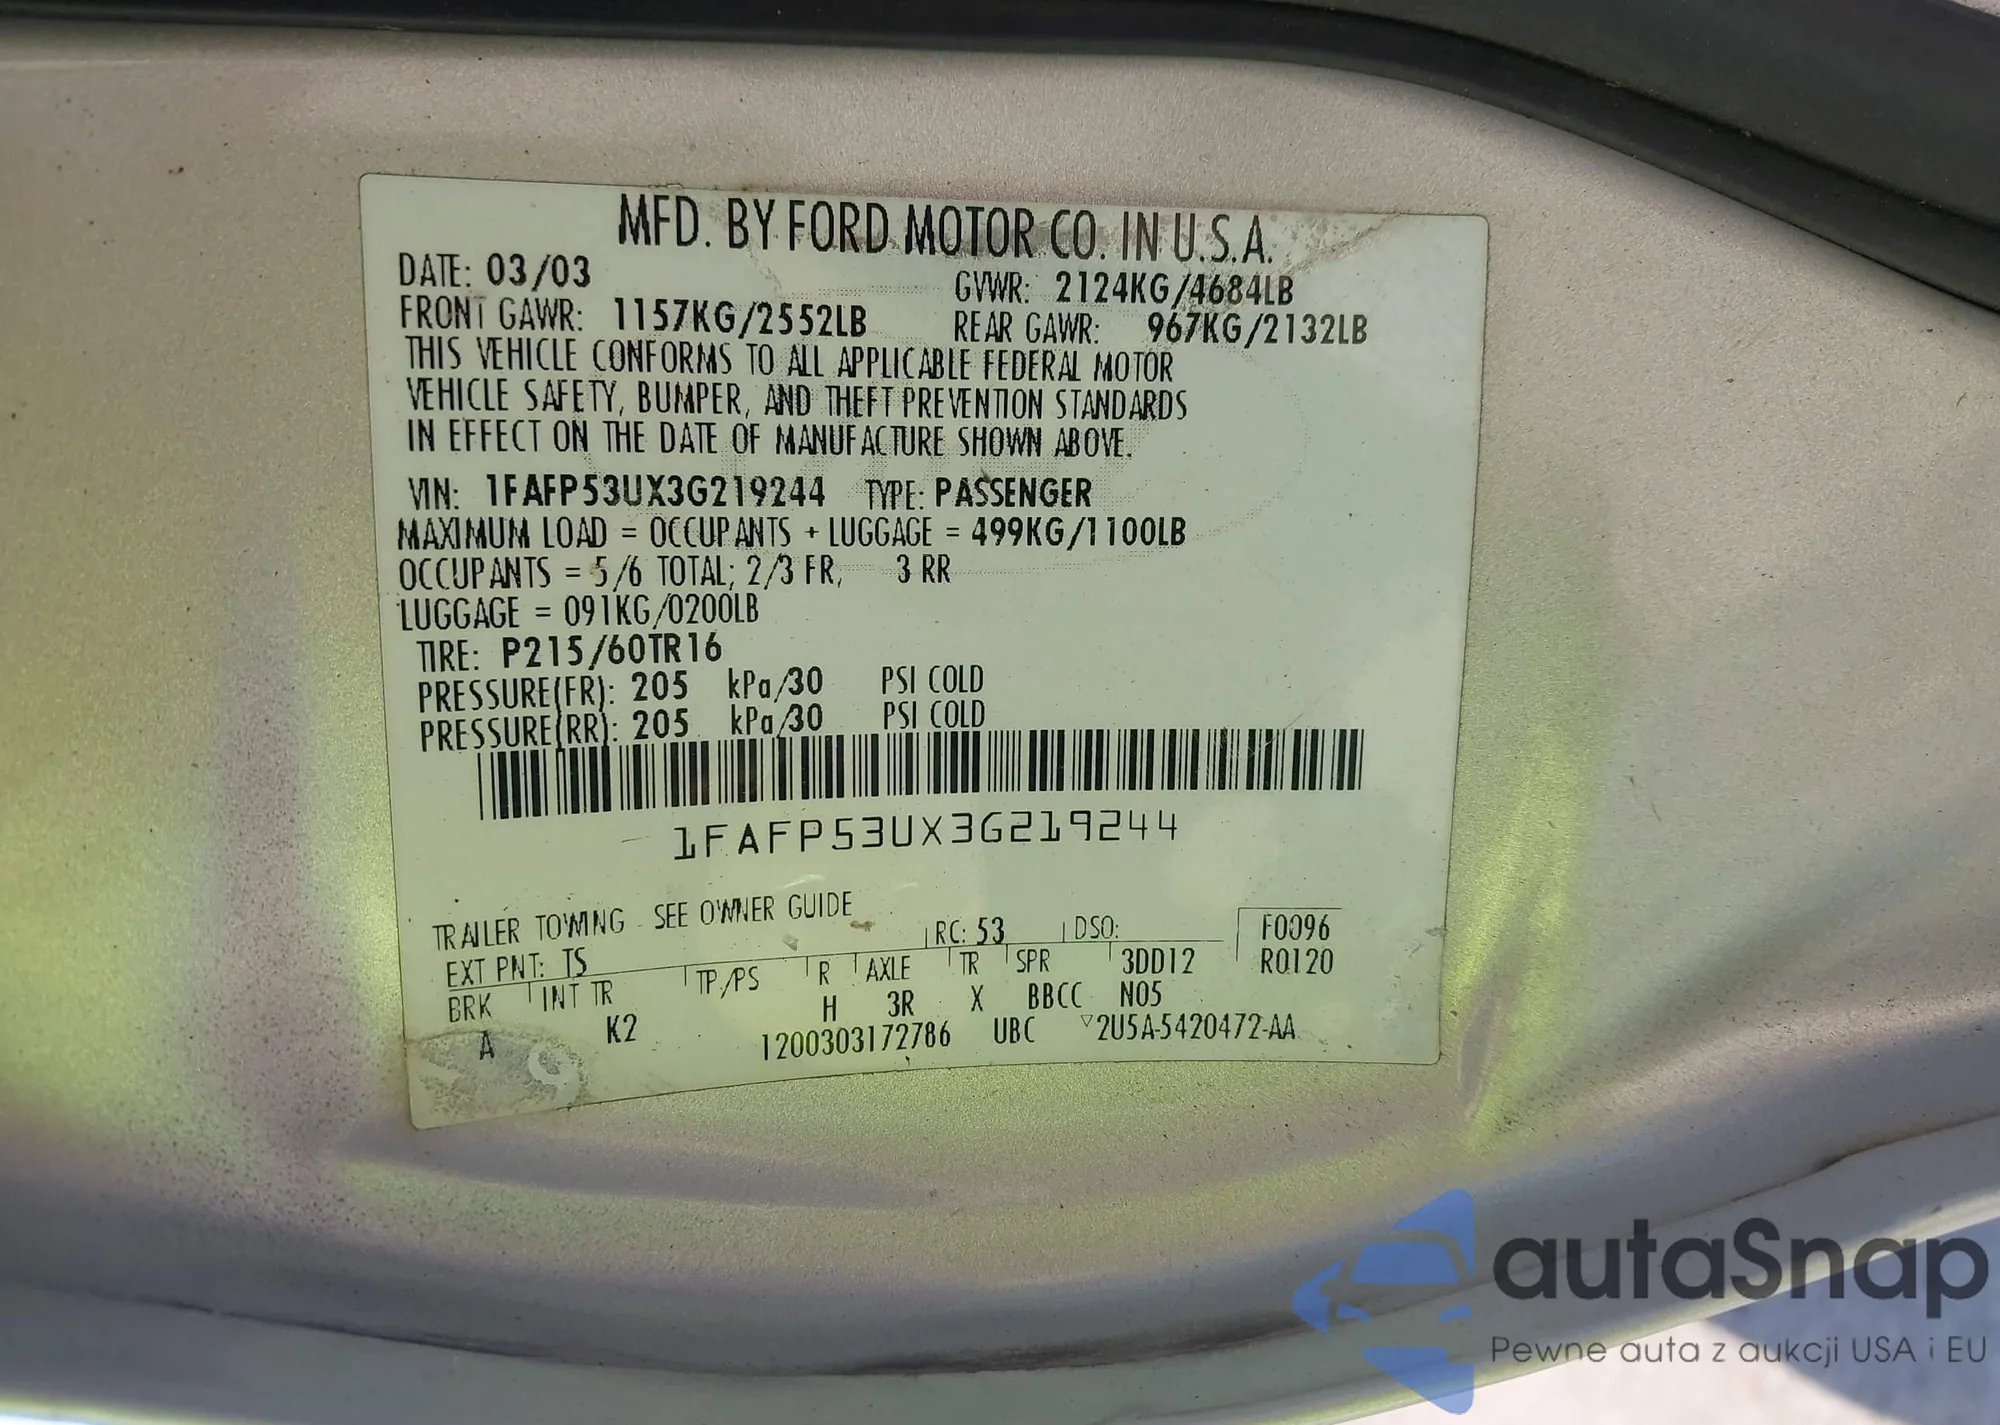 MFD. BY FORD MOTOR CO. IN U.S.A.
DATE: 03/03
GVWR: 2124KG/4684LB
FRONT GAWR: 1157KG/2552LB
REAR GAWR: 967KG/2132LB
THIS VEHICLE CONFORMS TO ALL APPLICABLE FEDERAL MOTOR
VEHICLE SAFETY, BUMPER, AND THEFT PREVENTION STANDARDS
IN EFFECT ON THE DATE OF MANUFACTURE SHOWN ABOVE.
VIN: 1FAFP53UX3G219244 TYPE: PASSENGER
MAXIMUM LOAD = OCCUPANTS + LUGGAGE = 499KG/1100LB
OCCUPANTS = 5/6 TOTAL; 2/3 FR, 3 RR
LUGGAGE = 091KG/0200LB
TIRE: P215/60TR16
PRESSURE(FR): 205 kPa/30 PSI COLD
PRESSURE(RR): 205 kPa/30 PSI COLD
1FAFP53UX3G219244
TRAILER TOWING - SEE OWNER GUIDE
RC: 53 DSO: F0096
EXT PNT: TS R0120
BRK INT TR TP/PS R AXLE TR SPR 3DD12
A K2 H 3R X BBCC N05
1200303172786 UBC ▽2U5A-5420472-AA
9
autaSnap
Pewne auta z aukcji USA i EU